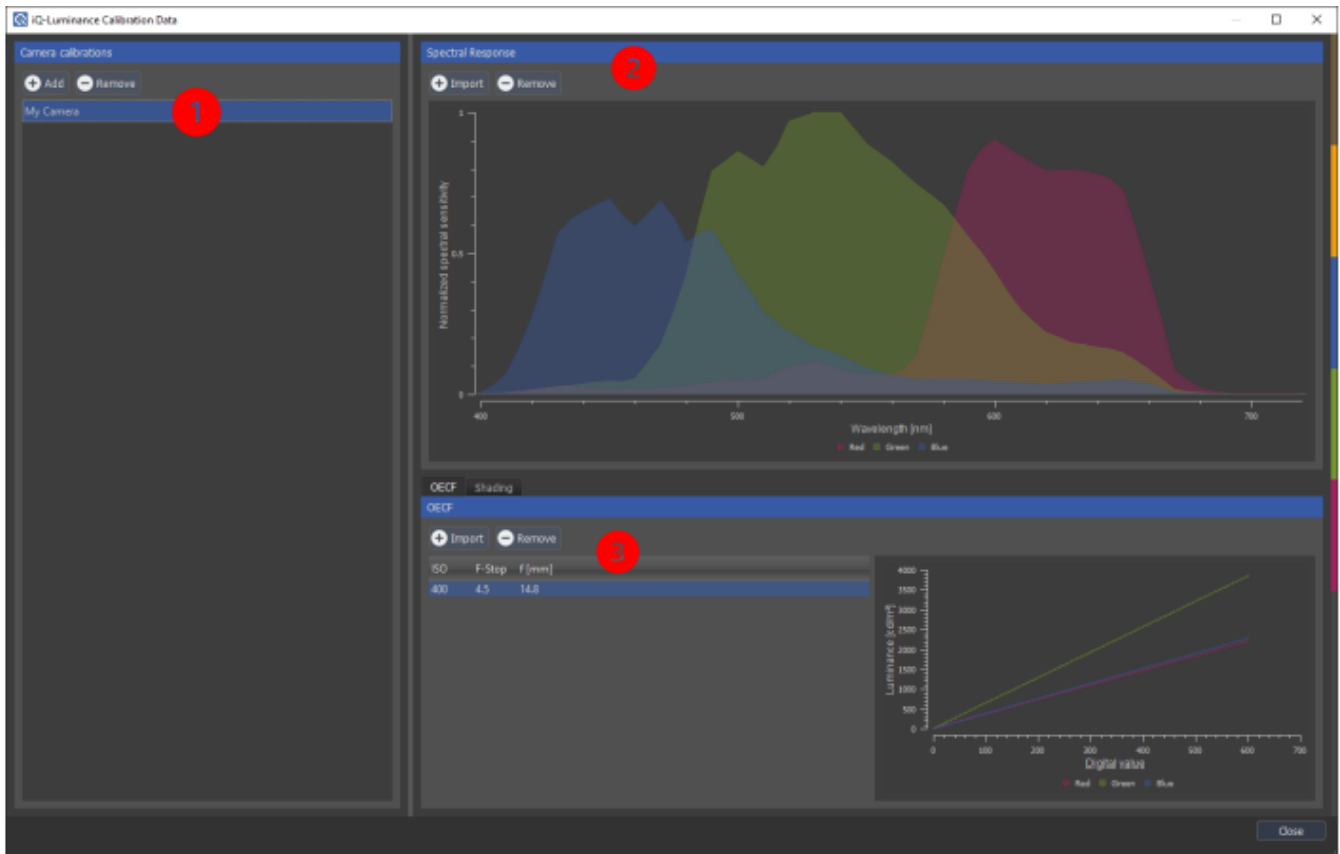 iQ-Luminance Calibration Data
Camera calibrations
Add Remove
My Camera
1
Spectral Response
Import Remove
2
1
0.5
0
Normalized spectral sensitivity
400 500 600 700
Wavelength [nm]
Red Green Blue
OECF Shading
OECF
Import Remove
3
ISO F-Stop f [mm]
400 4.5 14.8
4000
3500
3000
2500
2000
1500
1000
500
0
Luminance [cd/m²]
0 100 200 300 400 500 600 700
Digital value
Red Green Blue
Close